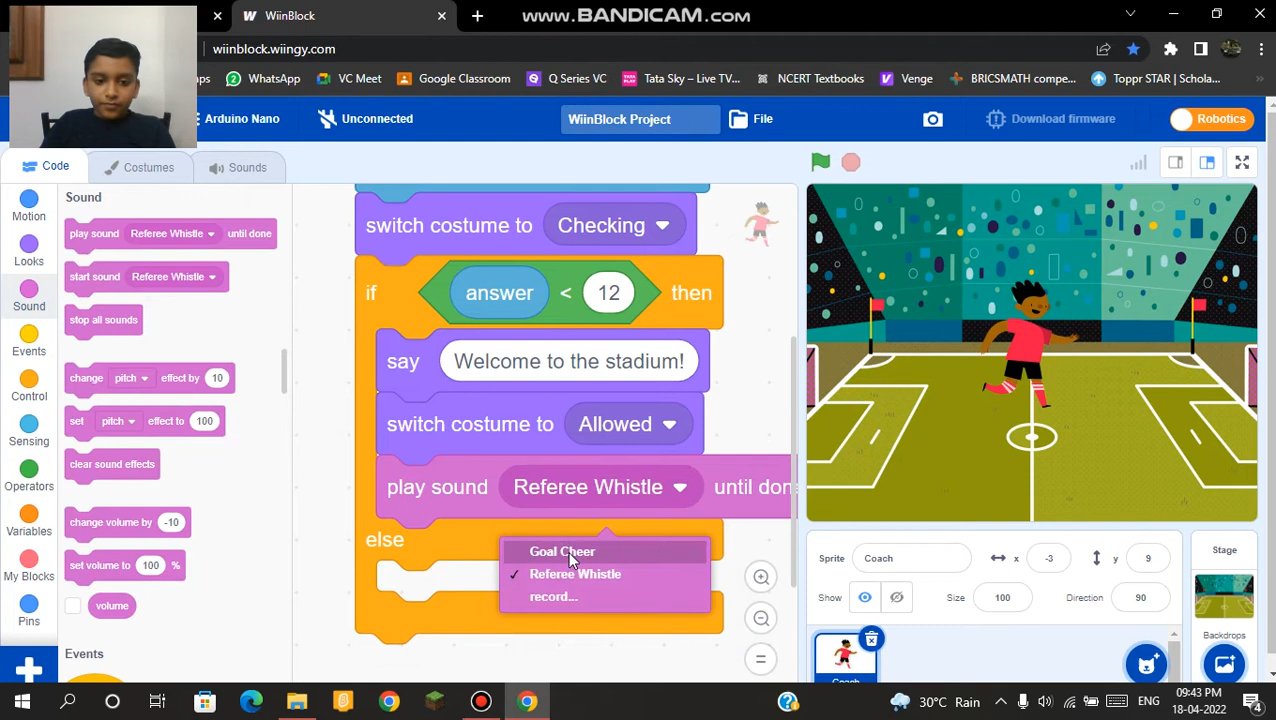 WiinBlock
www.BANDICAM.com
wiinblock.wiingy.com
aps
WhatsApp
VC Meet
Google Classroom
Q Series VC
Tata Sky – Live TV...
NCERT Textbooks
Venge
BRICSMATH compe...
Toppr STAR | Schola...
Arduino Nano
Unconnected
WiinBlock Project
File
Download firmware
Robotics
Code
Costumes
Sounds
Motion
Looks
Sound
Events
Control
Sensing
Operators
Variables
My Blocks
Pins
Sound
play sound Referee Whistle until done
start sound Referee Whistle
stop all sounds
change pitch effect by 10
set pitch effect to 100
clear sound effects
change volume by -10
set volume to 100 %
volume
Events
switch costume to Checking
if answer < 12 then
say Welcome to the stadium!
switch costume to Allowed
play sound Referee Whistle until don
else
Goal Cheer
✓ Referee Whistle
record...
Sprite Coach x -3 y 9
Show Size 100 Direction 90
Coach
Stage
Backdrops
1
30°C Rain
ENG
09:43 PM
18-04-2022
4